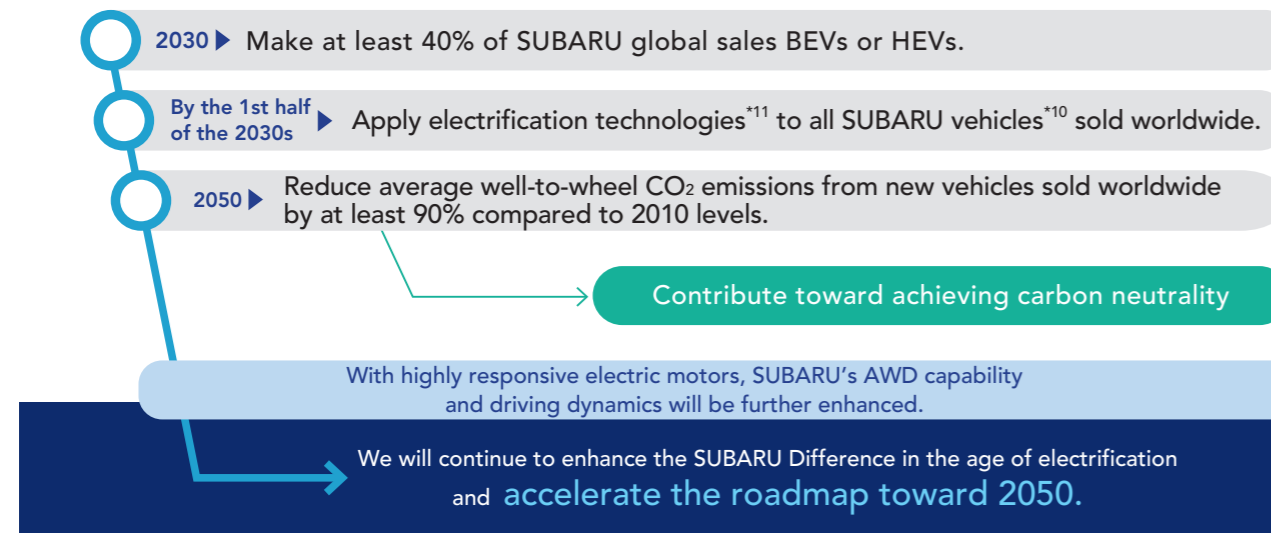 2030 ▶ Make at least 40% of SUBARU global sales BEVs or HEVs.
By the 1st half
of the 2030s ▶ Apply electrification technologies*11 to all SUBARU vehicles*10 sold worldwide.
2050 ▶ Reduce average well-to-wheel CO2 emissions from new vehicles sold worldwide
by at least 90% compared to 2010 levels.
Contribute toward achieving carbon neutrality
With highly responsive electric motors, SUBARU's AWD capability
and driving dynamics will be further enhanced.
We will continue to enhance the SUBARU Difference in the age of electrification
and accelerate the roadmap toward 2050.